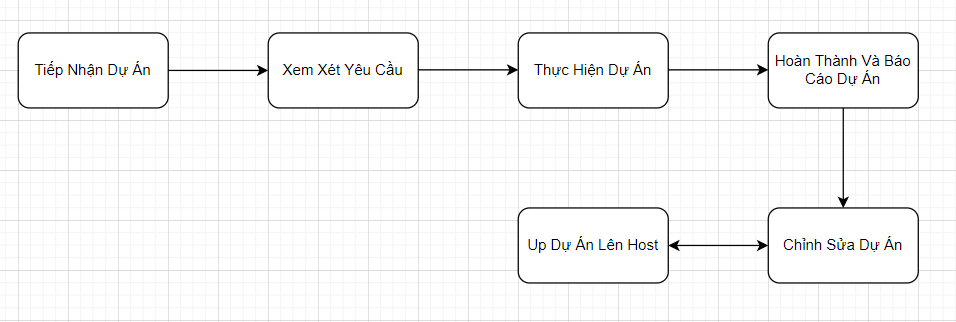 Tiếp Nhận Dự Án
Xem Xét Yêu Cầu
Thực Hiện Dự Án
Hoàn Thành Và Báo
Cáo Dự Án
Up Dự Án Lên Host
Chỉnh Sửa Dự Án